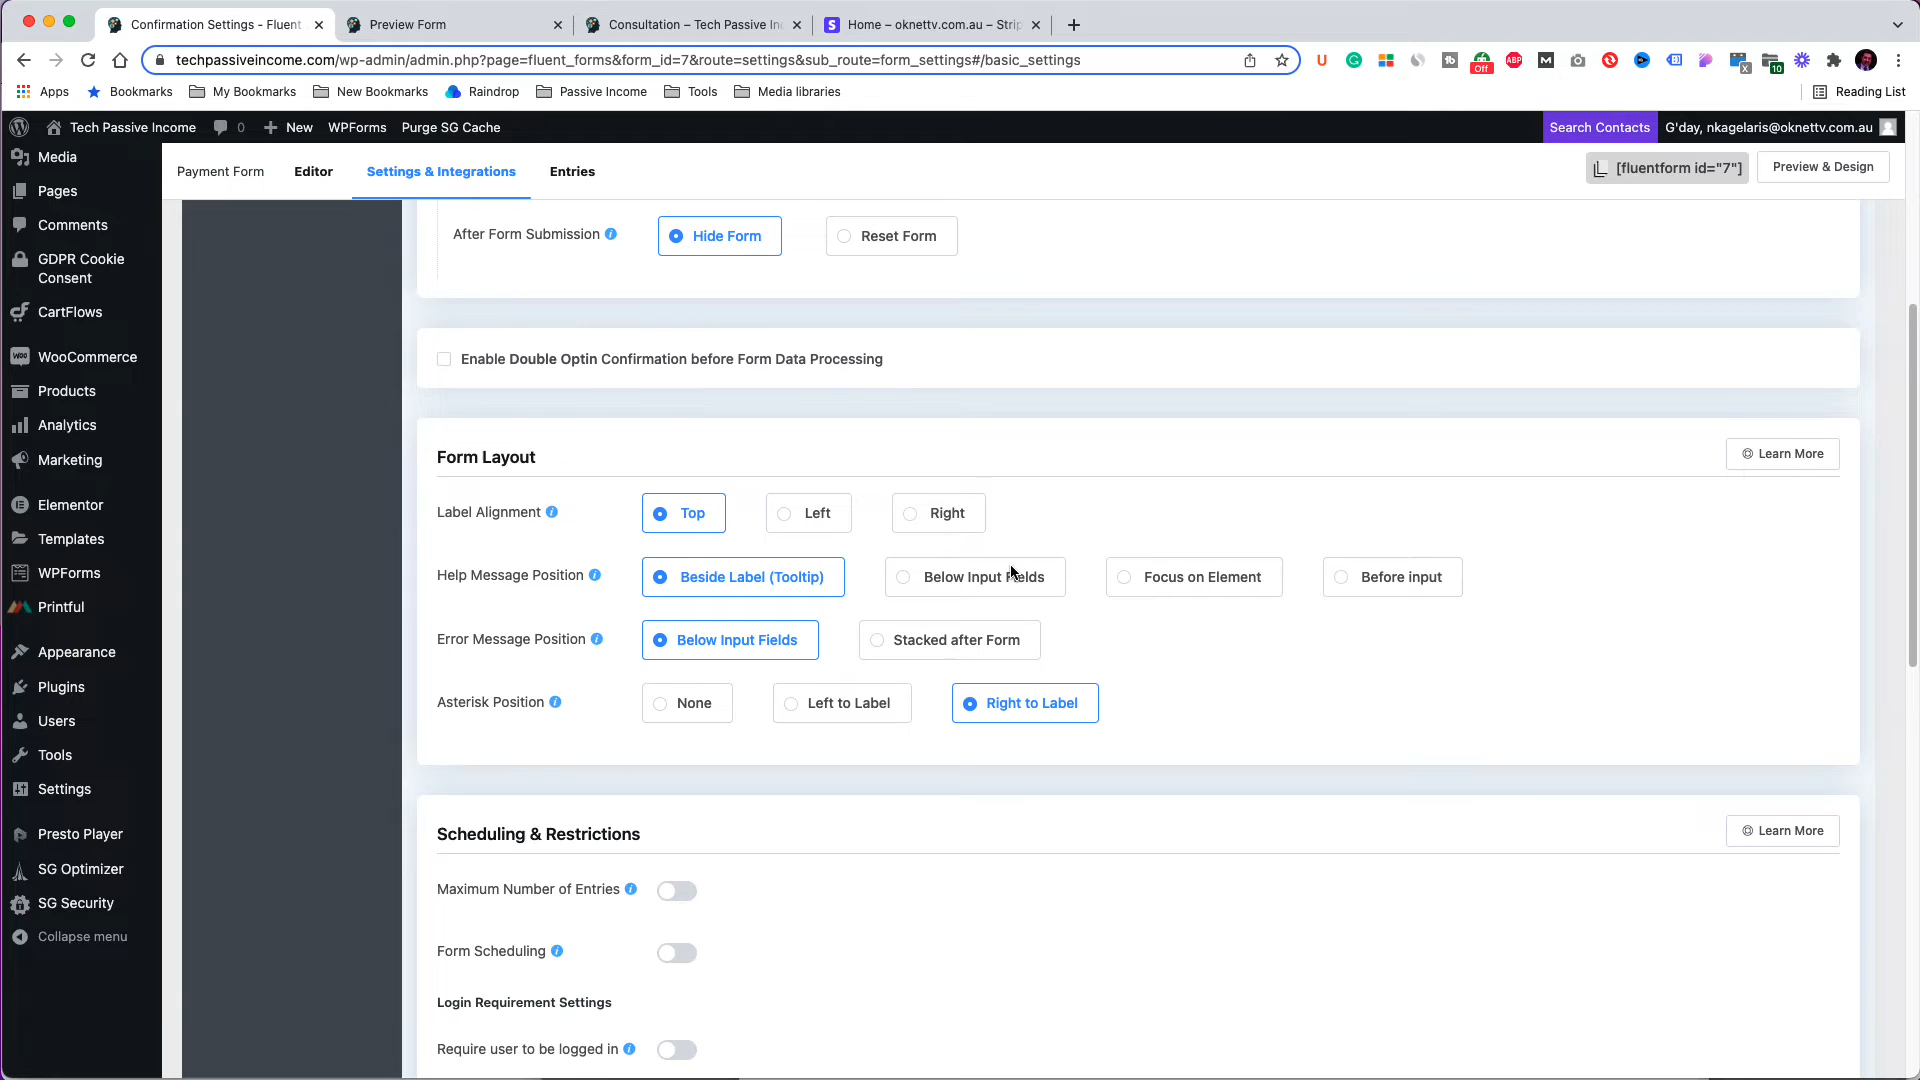 Confirmation Settings - Fluent
Preview Form
Consultation – Tech Passive In
Home – oknettv.com.au – Strip
techpassiveincome.com/wp-admin/admin.php?page=fluent_forms&form_id=7&route=settings&sub_route=form_settings#/basic_settings
Apps Bookmarks My Bookmarks New Bookmarks Raindrop Passive Income Tools Media libraries Reading List
Tech Passive Income 0 New WPForms Purge SG Cache Search Contacts G'day, nkagelaris@oknettv.com.au
Media
Pages
Comments
GDPR Cookie
Consent
CartFlows
WooCommerce
Products
Analytics
Marketing
Elementor
Templates
WPForms
Printful
Appearance
Plugins
Users
Tools
Settings
Presto Player
SG Optimizer
SG Security
Collapse menu
Payment Form Editor Settings & Integrations Entries [fluentform id="7"] Preview & Design
After Form Submission Hide Form Reset Form
Enable Double Optin Confirmation before Form Data Processing
Form Layout Learn More
Label Alignment Top Left Right
Help Message Position Beside Label (Tooltip) Below Input Fields Focus on Element Before input
Error Message Position Below Input Fields Stacked after Form
Asterisk Position None Left to Label Right to Label
Scheduling & Restrictions Learn More
Maximum Number of Entries
Form Scheduling
Login Requirement Settings
Require user to be logged in